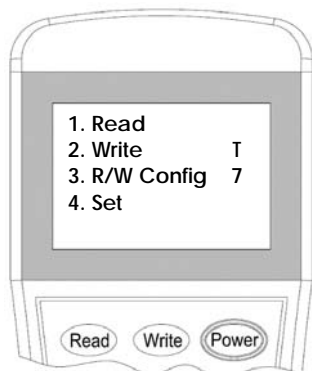 1. Read
2. Write T
3. R/W Config 7
4. Set
Read Write Power